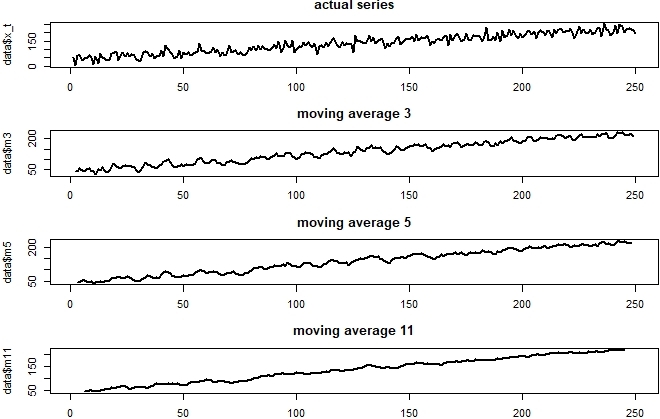 actual series
data$x_t
150
0
0 50 100 150 200 250
moving average 3
data$m3
200
50
0 50 100 150 200 250
moving average 5
data$m5
200
50
0 50 100 150 200 250
moving average 11
data$m11
150
50
0 50 100 150 200 250